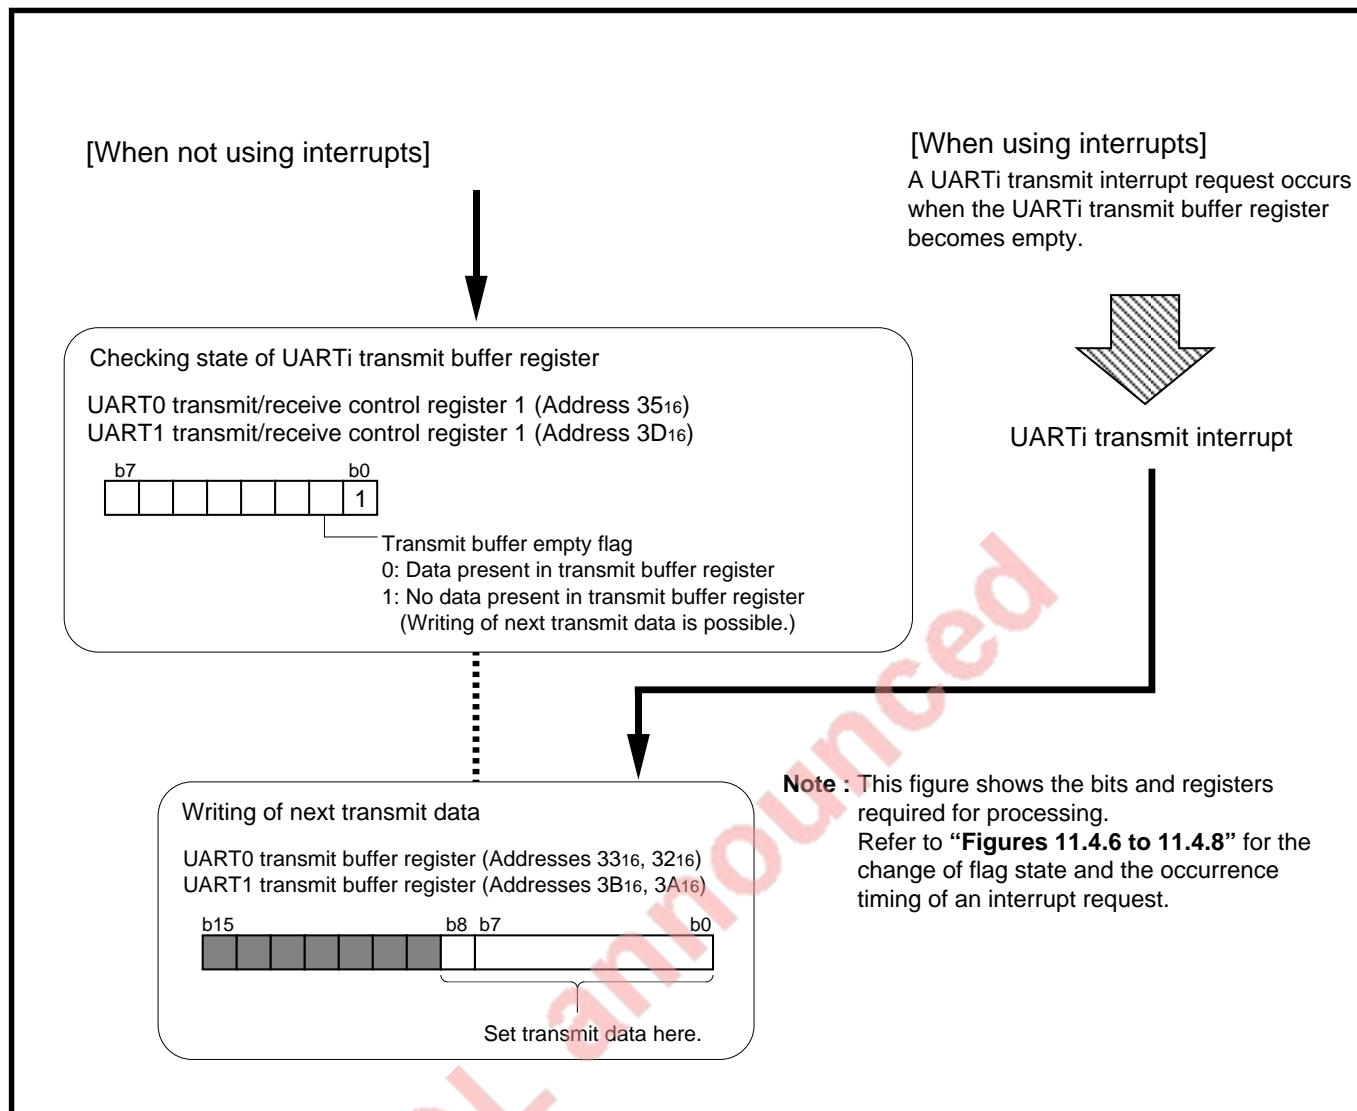 [When not using interrupts]
[When using interrupts]
A UARTi transmit interrupt request occurs
when the UARTi transmit buffer register
becomes empty.
Checking state of UARTi transmit buffer register
UART0 transmit/receive control register 1 (Address 3516)
UART1 transmit/receive control register 1 (Address 3D16)
b7 b0
1
Transmit buffer empty flag
0: Data present in transmit buffer register
1: No data present in transmit buffer register
(Writing of next transmit data is possible.)
UARTi transmit interrupt
Writing of next transmit data
UART0 transmit buffer register (Addresses 3316, 3216)
UART1 transmit buffer register (Addresses 3B16, 3A16)
b15 b8 b7 b0
Set transmit data here.
Note : This figure shows the bits and registers
required for processing.
Refer to “Figures 11.4.6 to 11.4.8” for the
change of flag state and the occurrence
timing of an interrupt request.
announced